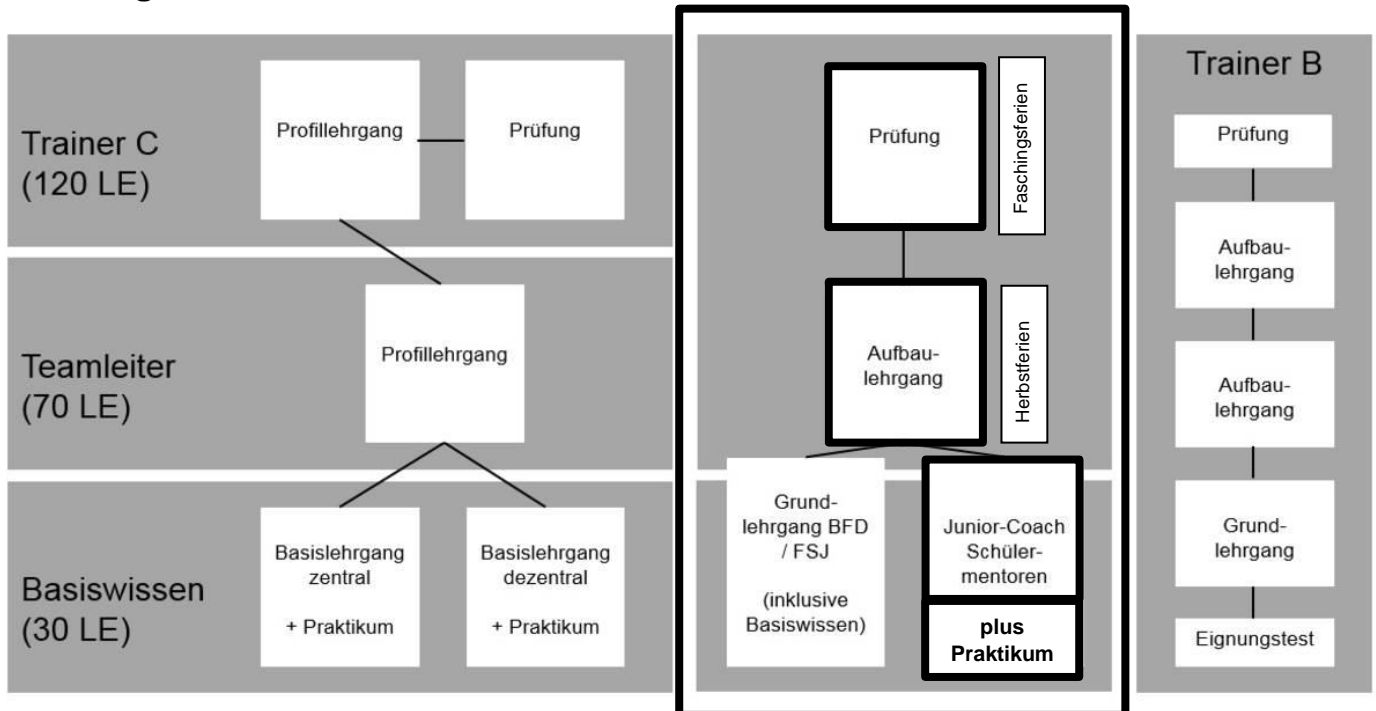 Trainer C
(120 LE)
Profillehrgang
Prüfung
Teamleiter
(70 LE)
Profillehrgang
Basiswissen
(30 LE)
Basislehrgang
zentral
+ Praktikum
Basislehrgang
dezentral
+ Praktikum
Prüfung
Faschingsferien
Aufbau-
lehrgang
Herbstferien
Grund-
lehrgang BFD
/ FSJ
(inklusive
Basiswissen)
Junior-Coach
Schüler-
mentoren
plus
Praktikum
Trainer B
Prüfung
Aufbau-
lehrgang
Aufbau-
lehrgang
Grund-
lehrgang
Eignungstest